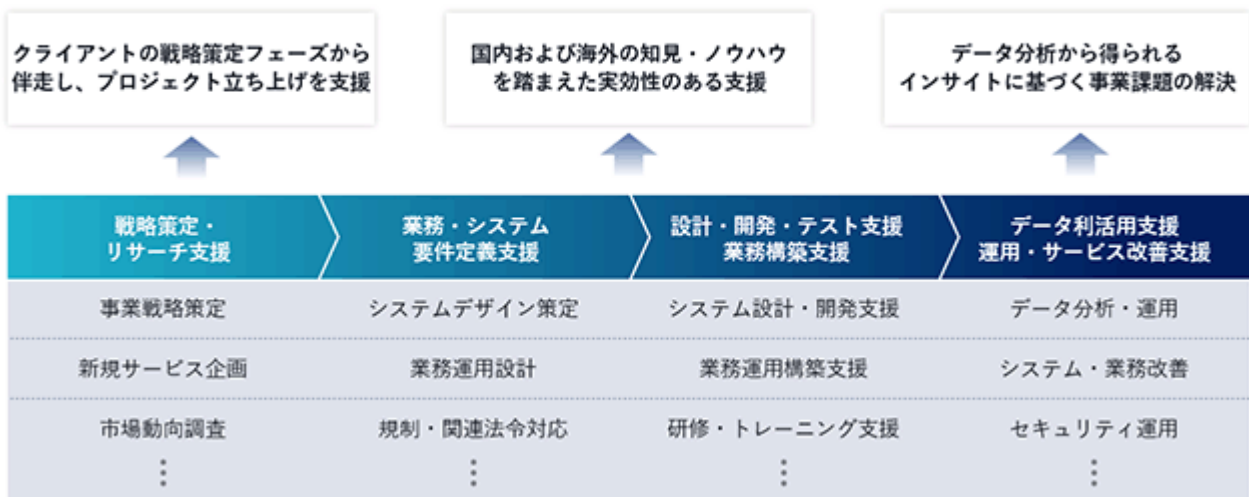 クライアントの戦略策定フェーズから
伴走し、プロジェクト立ち上げを支援
国内および海外の知見・ノウハウ
を踏まえた実効性のある支援
データ分析から得られる
インサイトに基づく事業課題の解決
戦略策定・
リサーチ支援
業務・システム
要件定義支援
設計・開発・テスト支援
業務構築支援
データ利活用支援
運用・サービス改善支援
事業戦略策定
システムデザイン策定
システム設計・開発支援
データ分析・運用
新規サービス企画
業務運用設計
業務運用構築支援
システム・業務改善
市場動向調査
規制・関連法令対応
研修・トレーニング支援
セキュリティ運用